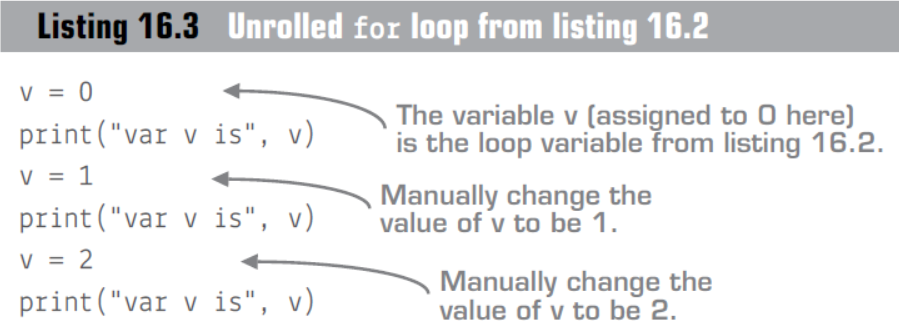 Listing 16.3 Unrolled for loop from listing 16.2
v = 0
print("var v is", v)
The variable v (assigned to 0 here)
is the loop variable from listing 16.2.
v = 1
print("var v is", v)
Manually change the
value of v to be 1.
v = 2
print("var v is", v)
Manually change the
value of v to be 2.